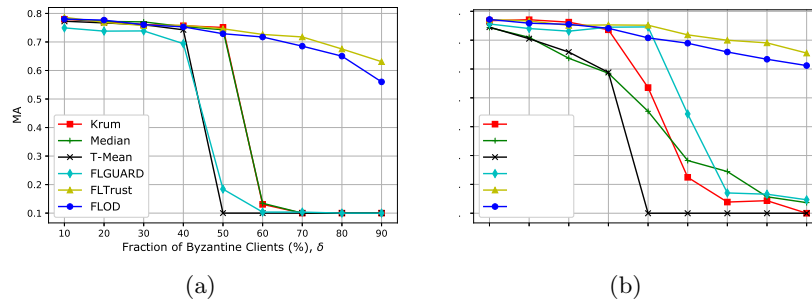 0.8
0.7
0.6
0.5
0.4
0.3
0.2
0.1
MA
Krum
Median
T-Mean
FLGUARD
FLTrust
FLOD
10 20 30 40 50 60 70 80 90
Fraction of Byzantine Clients (%), δ
(a)
(b)